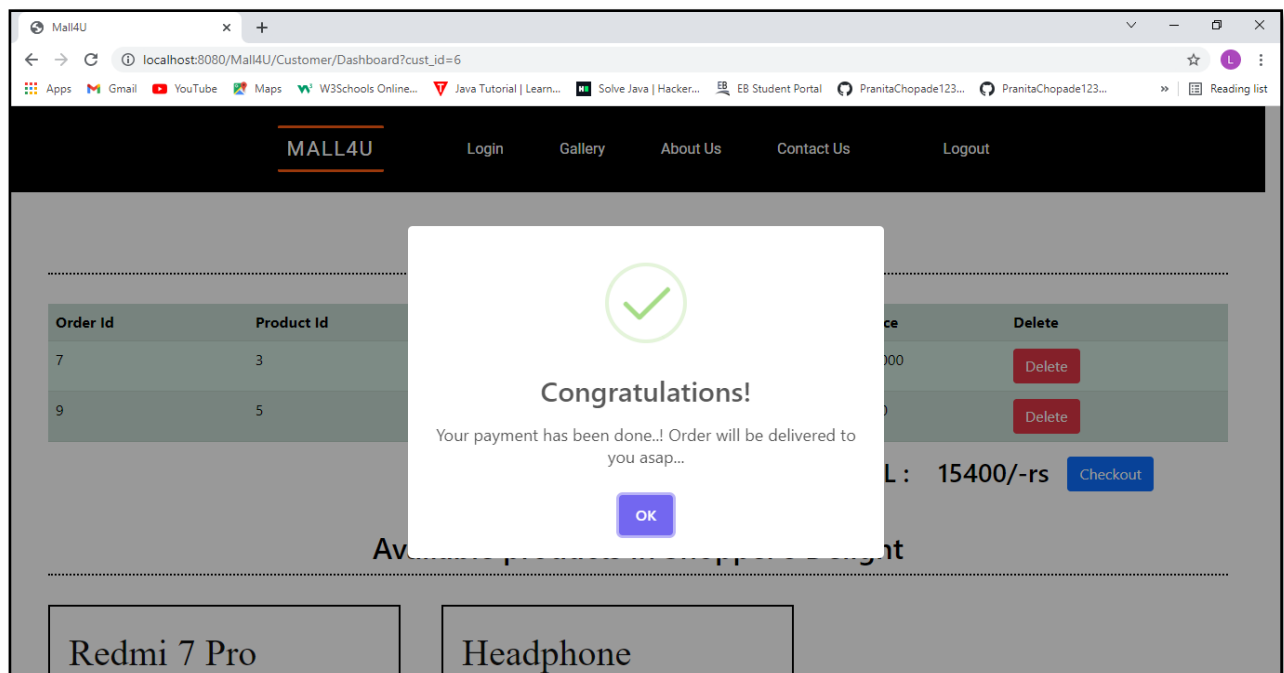 Mall4U
localhost:8080/Mall4U/Customer/Dashboard?cust_id=6
L
Apps Gmail YouTube Maps W3Schools Online... Java Tutorial | Learn... Solve Java | Hacker... EB Student Portal PranitaChopade123... PranitaChopade123... » Reading list
MALL4U Login Gallery About Us Contact Us Logout
Order Id Product Id ce Delete
7 3 000 Delete
9 5 Delete
Congratulations!
Your payment has been done..! Order will be delivered to
you asap...
L : 15400/-rs Checkout
OK
Redmi 7 Pro Headphone